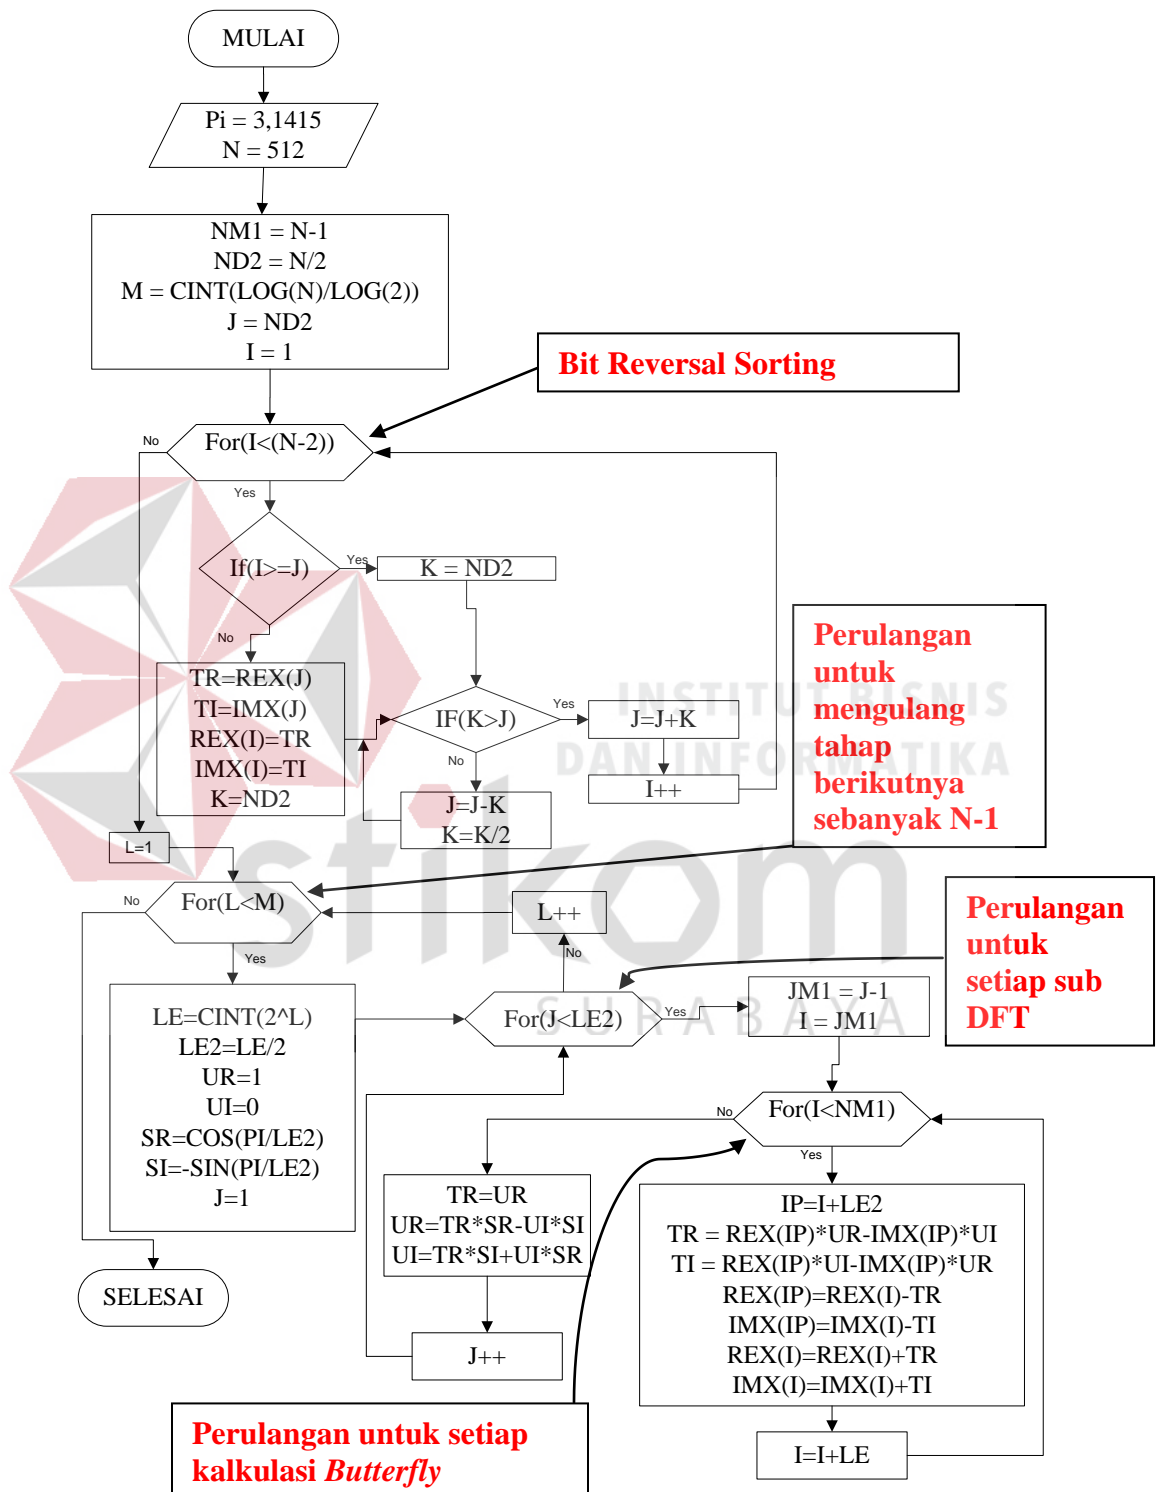 MULAI
Pi = 3,1415
N = 512
NM1 = N-1
ND2 = N/2
M = CINT(LOG(N)/LOG(2))
J = ND2
I = 1
Bit Reversal Sorting
For(I<(N-2))
No
Yes
If(I>=J)
Yes
K = ND2
No
TR=REX(J)
TI=IMX(J)
REX(I)=TR
IMX(I)=TI
K=ND2
IF(K>J)
Yes
J=J+K
I++
No
J=J-K
K=K/2
Perulangan
untuk
mengulang
tahap
berikutnya
sebanyak N-1
INSTITUT BISNIS
DAN INFORMATIKA
stikom
SURABAYA
L=1
For(L<M)
No
Yes
L++
No
LE=CINT(2^L)
LE2=LE/2
UR=1
UI=0
SR=COS(PI/LE2)
SI=-SIN(PI/LE2)
J=1
For(J<LE2)
Yes
JM1 = J-1
I = JM1
Perulangan
untuk
setiap sub
DFT
For(I<NM1)
No
Yes
TR=UR
UR=TR*SR-UI*SI
UI=TR*SI+UI*SR
J++
IP=I+LE2
TR = REX(IP)*UR-IMX(IP)*UI
TI = REX(IP)*UI-IMX(IP)*UR
REX(IP)=REX(I)-TR
IMX(IP)=IMX(I)-TI
REX(I)=REX(I)+TR
IMX(I)=IMX(I)+TI
I=I+LE
SELESAI
Perulangan untuk setiap
kalkulasi Butterfly